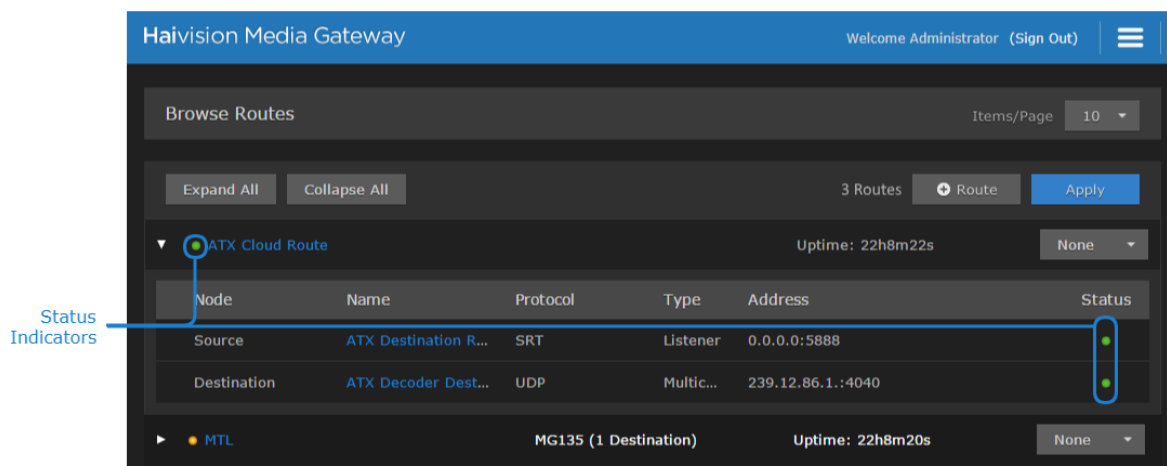 Haivision Media Gateway
Welcome Administrator (Sign Out)
Browse Routes
Items/Page 10
Expand All Collapse All 3 Routes Route Apply
ATX Cloud Route Uptime: 22h8m22s None
Node Name Protocol Type Address Status
Status
Indicators
Source ATX Destination R... SRT Listener 0.0.0.0:5888
Destination ATX Decoder Dest... UDP Multic... 239.12.86.1.:4040
MTL MG135 (1 Destination) Uptime: 22h8m20s None